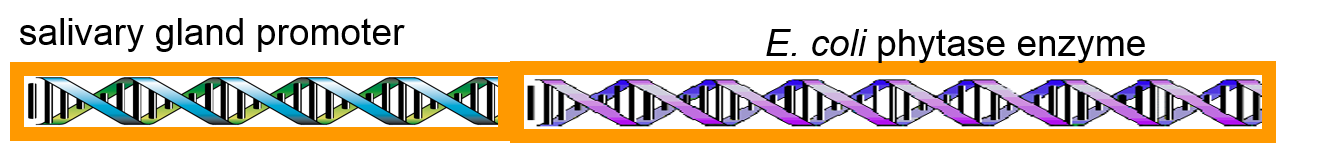 salivary gland promoter
E. coli phytase enzyme